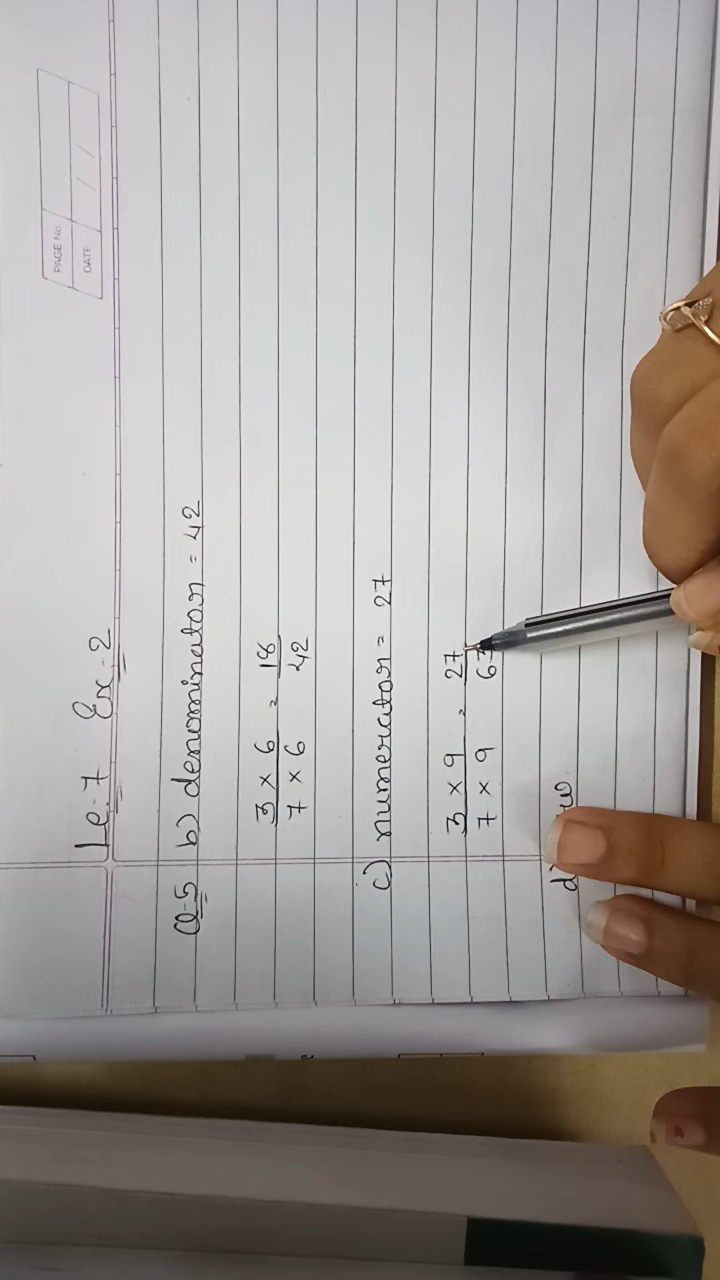 PAGE No.
DATE / /
Le. 7 Ex. 2
Q-5 b) denominator = 42
3 × 6 = 18
7 × 6 42
c) numerator = 27
3 × 9 = 27
7 × 9